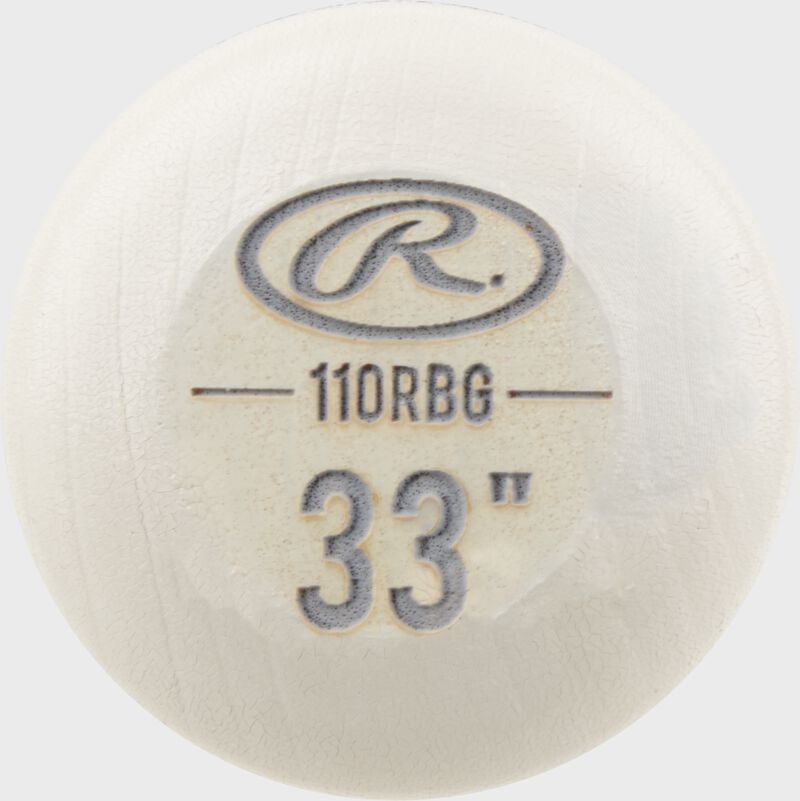 R.
110RBG
33"